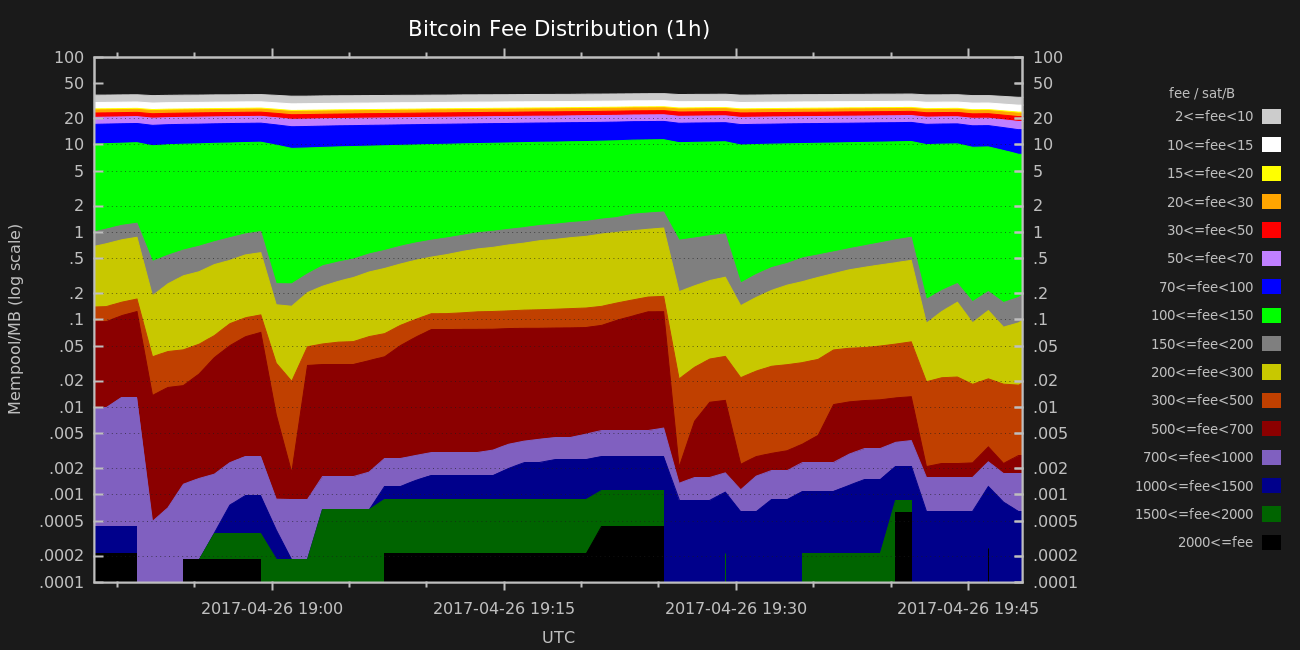 Bitcoin Fee Distribution (1h)
100
50
20
10
5
2
1
.5
.2
.1
.05
.02
.01
.005
.002
.001
.0005
.0002
.0001
Mempool/MB (log scale)
100
50
20
10
5
2
1
.5
.2
.1
.05
.02
.01
.005
.002
.001
.0005
.0002
.0001
2017-04-26 19:00
2017-04-26 19:15
2017-04-26 19:30
2017-04-26 19:45
UTC
fee / sat/B
2<=fee<10
10<=fee<15
15<=fee<20
20<=fee<30
30<=fee<50
50<=fee<70
70<=fee<100
100<=fee<150
150<=fee<200
200<=fee<300
300<=fee<500
500<=fee<700
700<=fee<1000
1000<=fee<1500
1500<=fee<2000
2000<=fee